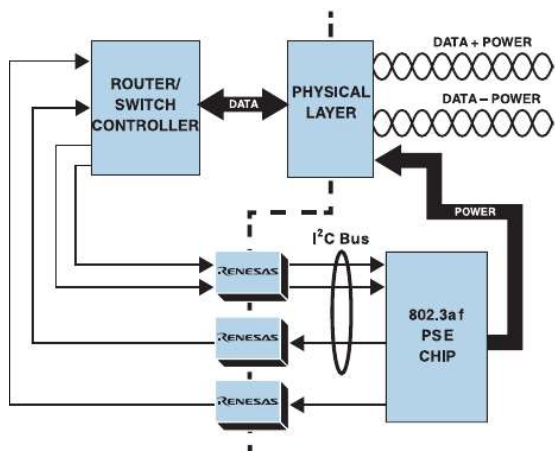 ROUTER/
SWITCH
CONTROLLER
DATA
PHYSICAL
LAYER
DATA + POWER
DATA – POWER
POWER
I²C Bus
RENESAS
RENESAS
RENESAS
802.3af
PSE
CHIP